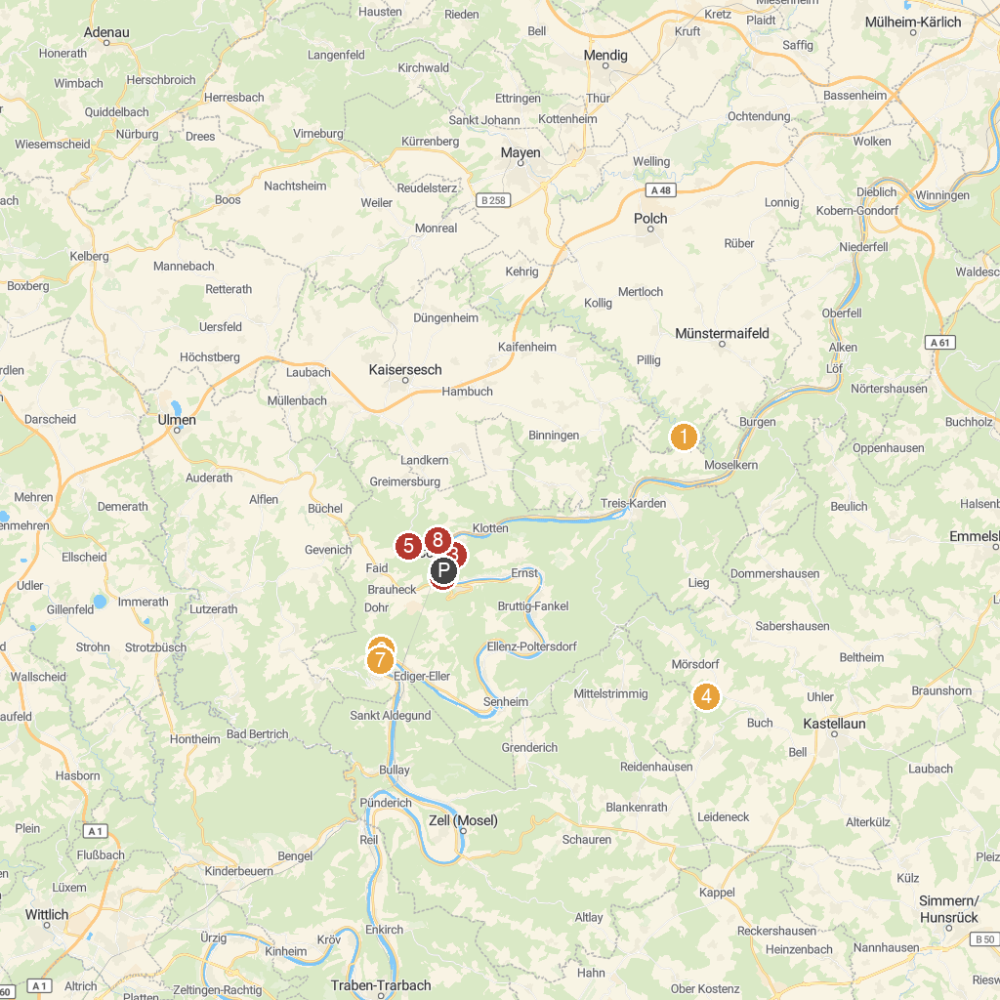 Hausten
Rieden
Kretz
Miesenheim
Plaidt
Mülheim-Kärlich
Adenau
Bell
Kruft
Saffig
Honerath
Langenfeld
Mendig
Kirchwald
Wimbach
Herschbroich
Herresbach
Ettringen
Thür
Bassenheim
Quiddelbach
Sankt Johann
Kottenheim
Ochtendung
Nürburg
Drees
Virneburg
Kürrenberg
Wolken
Wiesemscheid
Mayen
Welling
Nachtsheim
Reudelsterz
A 48
Dieblich
Winningen
Boos
Weiler
B 258
Lonnig
Kobern-Gondorf
Monreal
Polch
Rüber
Niederfell
Kelberg
Mannebach
Kehrig
Boxberg
Retterath
Mertloch
Kollig
Oberfell
Uersfeld
Düngenheim
Münstermaifeld
A 61
Höchstberg
Kaifenheim
Alken
Laubach
Kaisersesch
Pillig
Löf
Müllenbach
Hambuch
Nörtershausen
Darscheid
Ulmen
Binningen
1
Burgen
Buchholz
Landkern
Oppenhausen
Auderath
Greimersburg
Moselkern
Mehren
Alflen
Demerath
Büchel
Treis-Karden
Beulich
Klotten
5
8
3
Gevenich
Ellscheid
Faid
P
Ernst
Dommershausen
Udler
Brauheck
Lieg
Gillenfeld
Immerath
Lutzerath
Dohr
Bruttig-Fankel
Sabershausen
Strohn
Strotzbüsch
Ellenz-Poltersdorf
Beltheim
7
Mörsdorf
Wallscheid
Ediger-Eller
4
Mittelstrimmig
Uhler
Braunshorn
Senheim
Sankt Aldegund
Buch
Kastellaun
Bad Bertrich
Hontheim
Grenderich
Bell
Hasborn
Bullay
Reidenhausen
Laubach
Pünderich
Blankenrath
Plein
A 1
Zell (Mosel)
Leideneck
Alterkülz
Reil
Schauren
Flußbach
Bengel
Kinderbeuern
Külz
Lüxem
Kappel
Wittlich
Altlay
Simmern/
Hunsrück
Enkirch
Reckershausen
Ürzig
Kröv
Kinheim
Heinzenbach
Nannhausen
B 50
Hahn
A 1
Altrich
Zeltingen-Rachtig
Traben-Trarbach
Ober Kostenz
Platten